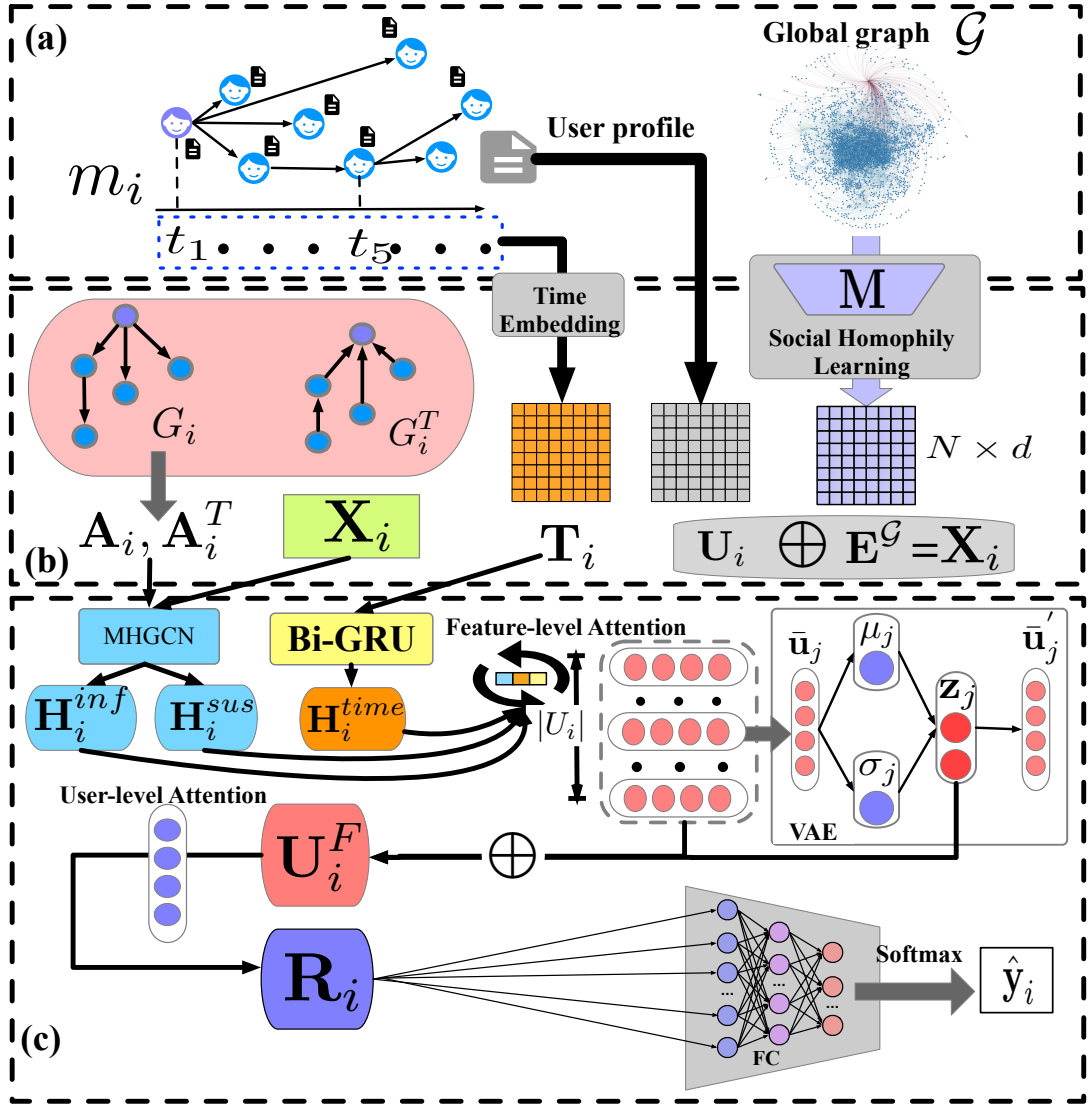 (a)
Global graph 𝒢
User profile
m_i
t_1 t_5
Time
Embedding
M
Social Homophily
Learning
G_i
G_i^T
N × d
A_i, A_i^T
X_i
T_i
U_i ⊕ E^𝒢 = X_i
(b)
MHGCN
Bi-GRU
Feature-level Attention
H_i^{inf}
H_i^{sus}
H_i^{time}
|U_i|
ū_j
μ_j
σ_j
z_j
ū_j^'
VAE
User-level Attention
U_i^F
⊕
R_i
...
...
...
FC
Softmax
ŷ_i
(c)